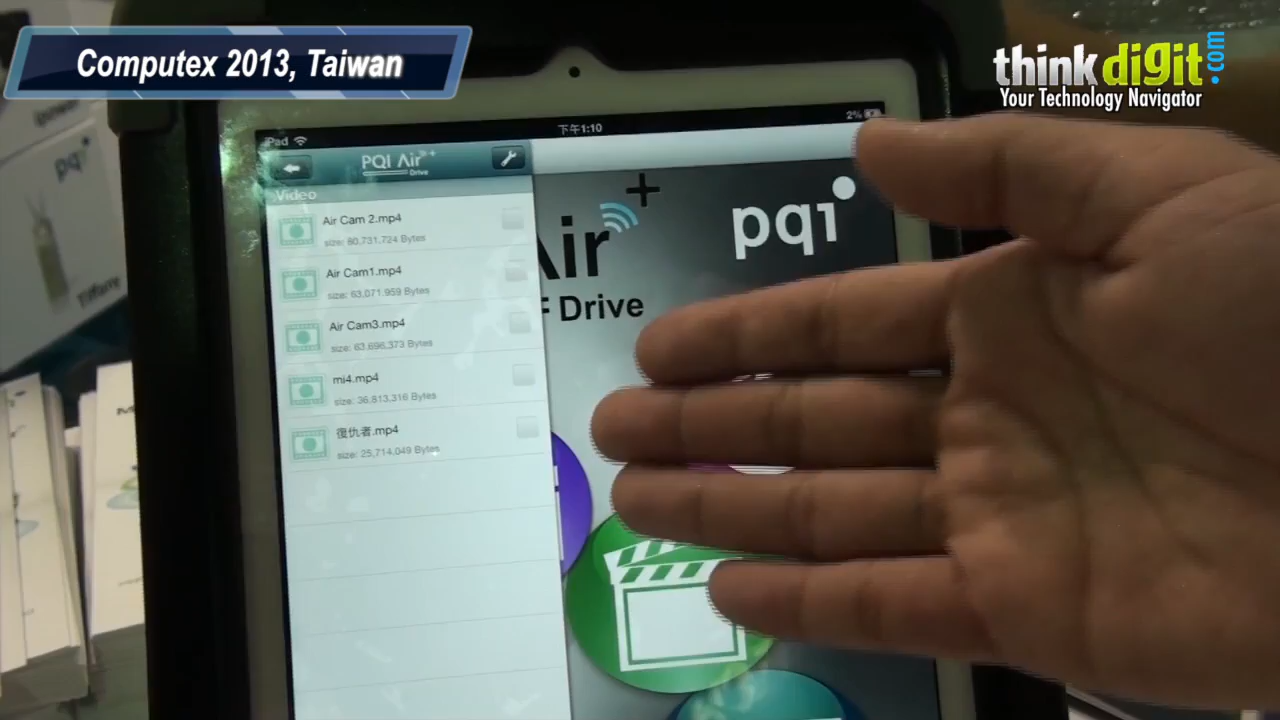 Computex 2013, Taiwan
thinkdigit.com
Your Technology Navigator
pqi
Tiffany
iPad
下午1:10
2%
PQI Air+
Drive
Video
Air Cam 2.mp4
size: 80,731,724 Bytes
Air Cam1.mp4
size: 63,071,959 Bytes
Air Cam3.mp4
size: 63,696,373 Bytes
mi4.mp4
size: 36,813,316 Bytes
復仇者.mp4
size: 25,714,049 Bytes
Air+
Drive
pqi